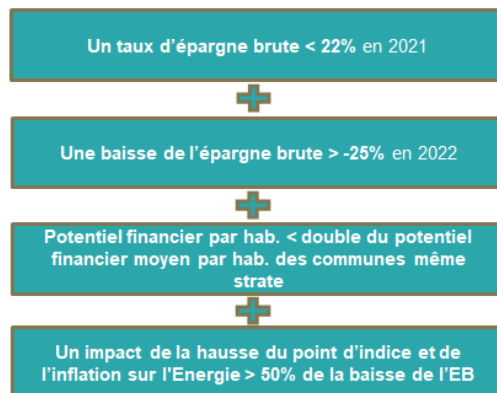 Un taux d'épargne brute < 22% en 2021
Une baisse de l'épargne brute > -25% en 2022
Potentiel financier par hab. < double du potentiel
financier moyen par hab. des communes même
strate
Un impact de la hausse du point d'indice et de
l'inflation sur l'Energie > 50% de la baisse de l'EB